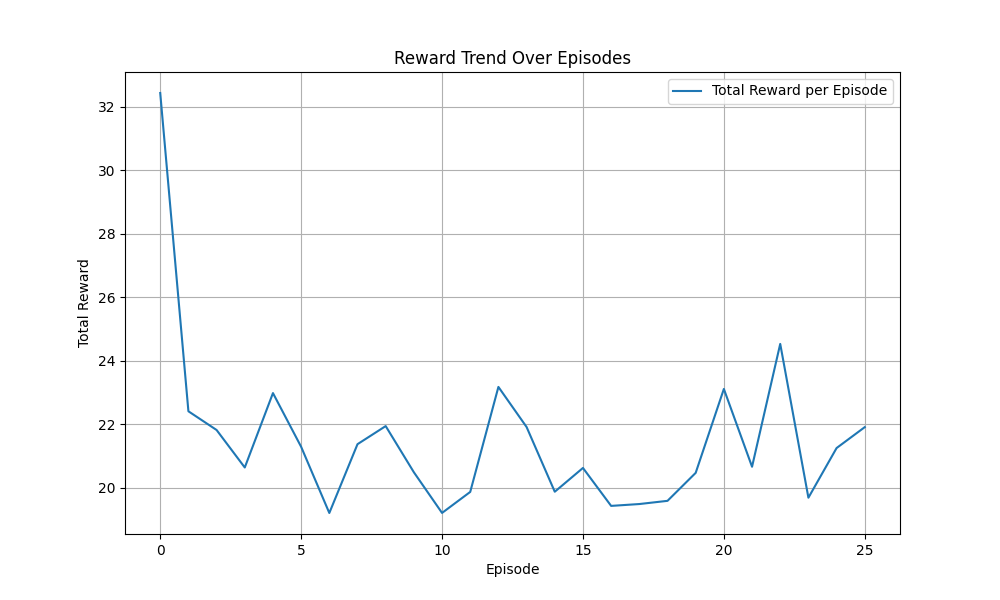 Reward Trend Over Episodes
Total Reward per Episode
Total Reward
32
30
28
26
24
22
20
0 5 10 15 20 25
Episode